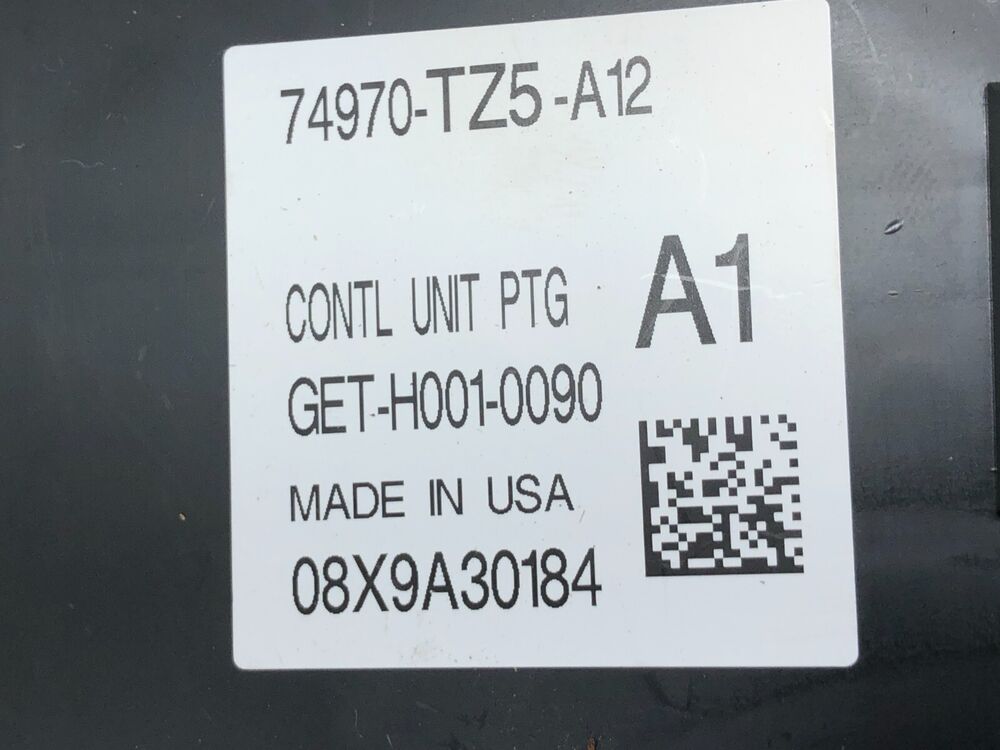 74970-TZ5-A12
CONTL UNIT PTG
A1
GET-H001-0090
MADE IN USA
08X9A30184